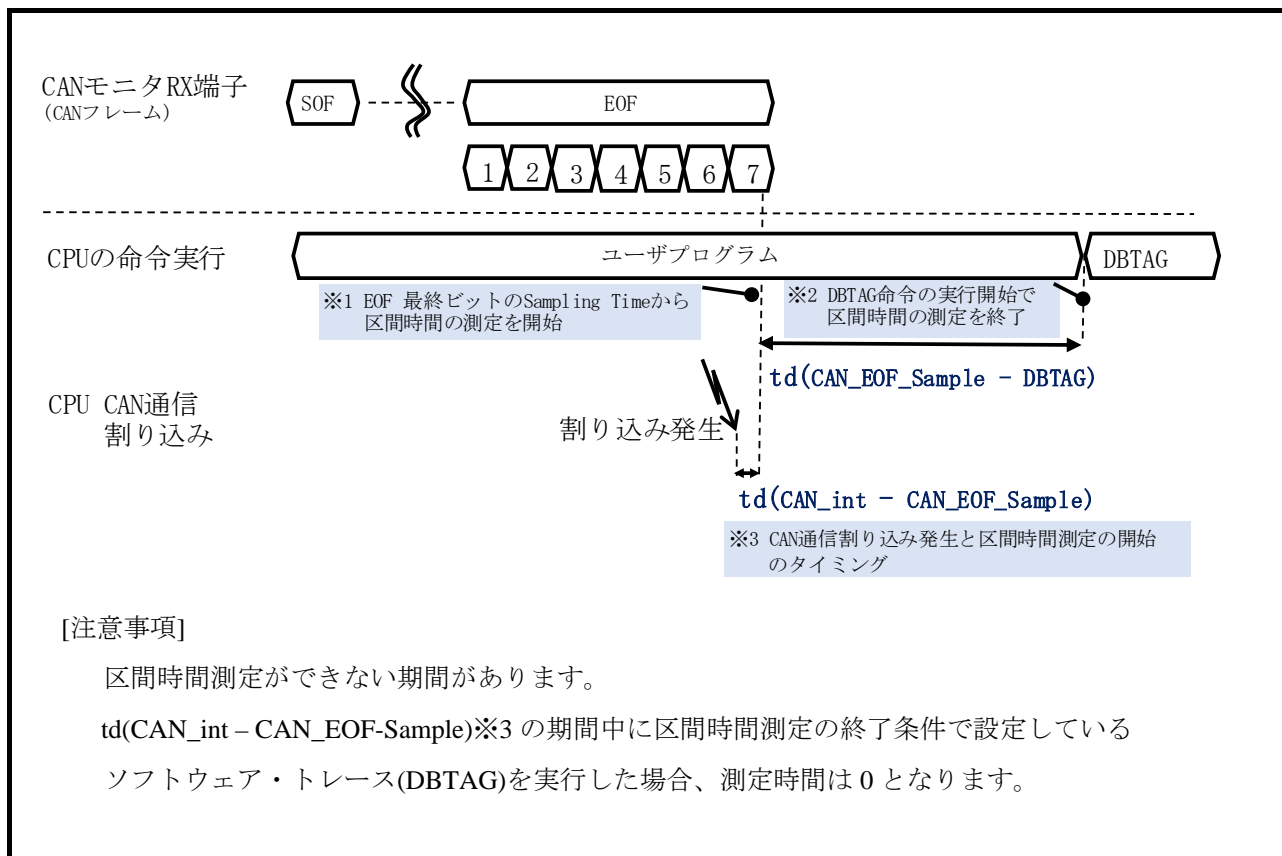 CANモニタRX端子
(CANフレーム)
SOF
EOF
1 2 3 4 5 6 7
CPUの命令実行
ユーザプログラム
DBTAG
※1 EOF 最終ビットのSampling Timeから
区間時間の測定を開始
※2 DBTAG命令の実行開始で
区間時間の測定を終了
td(CAN_EOF_Sample - DBTAG)
CPU CAN通信
割り込み
割り込み発生
td(CAN_int - CAN_EOF_Sample)
※3 CAN通信割り込み発生と区間時間測定の開始
のタイミング
[注意事項]
区間時間測定ができない期間があります。
td(CAN_int – CAN_EOF-Sample)※3 の期間中に区間時間測定の終了条件で設定している
ソフトウェア・トレース(DBTAG)を実行した場合、測定時間は 0 となります。